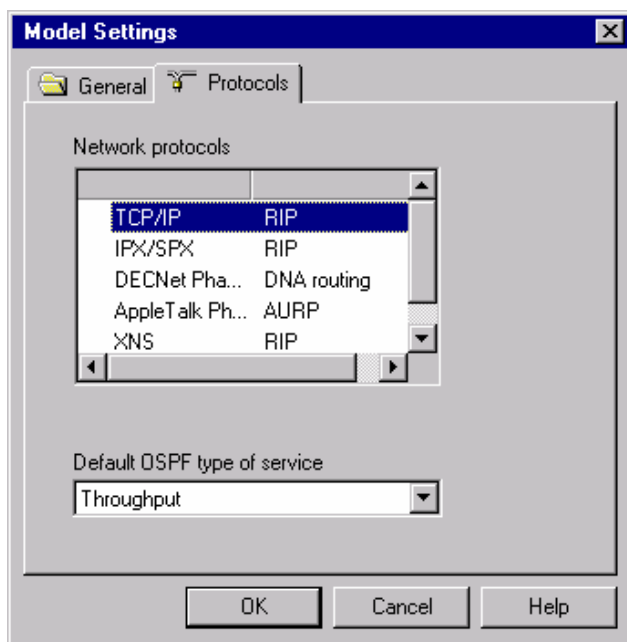 Model Settings
General Protocols
Network protocols
TCP/IP RIP
IPX/SPX RIP
DECNet Pha... DNA routing
AppleTalk Ph... AURP
XNS RIP
Default OSPF type of service
Throughput
OK Cancel Help